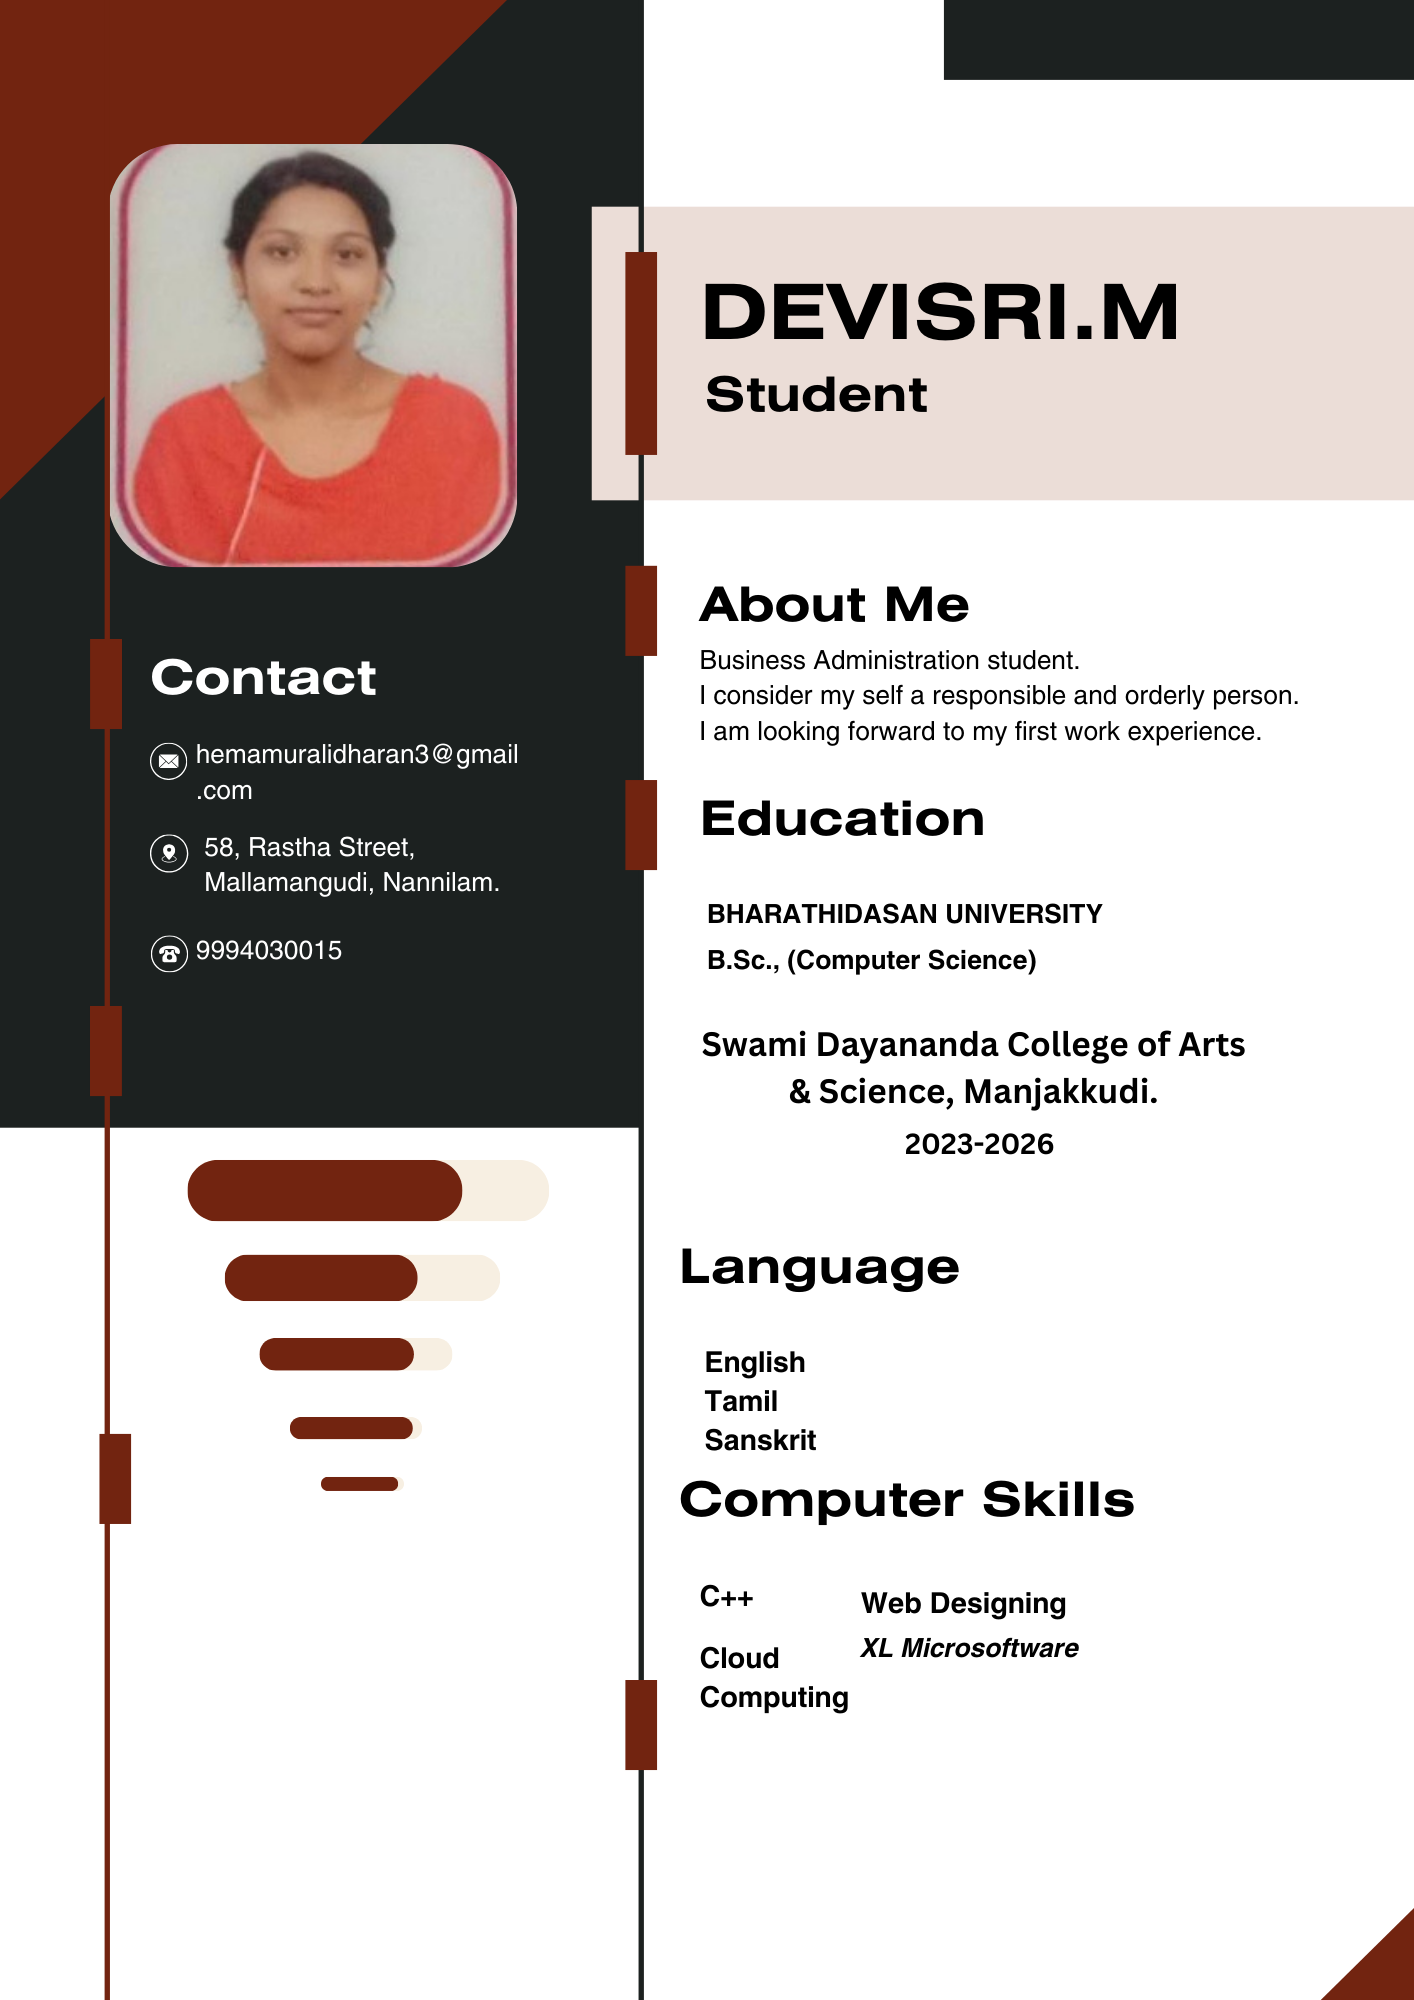 DEVISRI.M
Student
Contact
hemamuralidharan3@gmail
.com
58, Rastha Street,
Mallamangudi, Nannilam.
9994030015
About Me
Business Administration student.
I consider my self a responsible and orderly person.
I am looking forward to my first work experience.
Education
BHARATHIDASAN UNIVERSITY
B.Sc., (Computer Science)
Swami Dayananda College of Arts
& Science, Manjakkudi.
2023-2026
Language
English
Tamil
Sanskrit
Computer Skills
C++
Cloud
Computing
Web Designing
XL Microsoftware